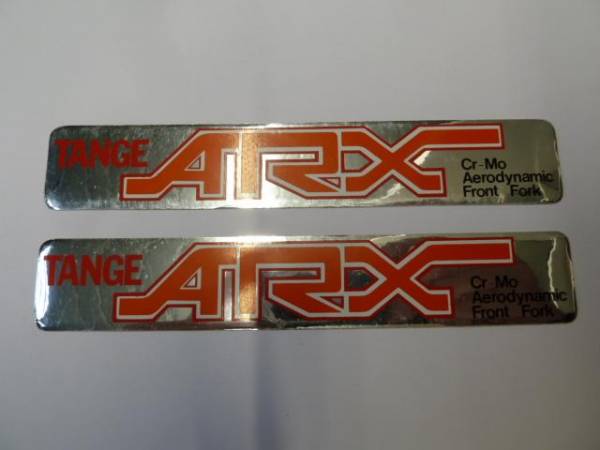 TANGE ARX Cr-Mo
Aerodynamic
Front Fork
TANGE ARX Cr-Mo
Aerodynamic
Front Fork